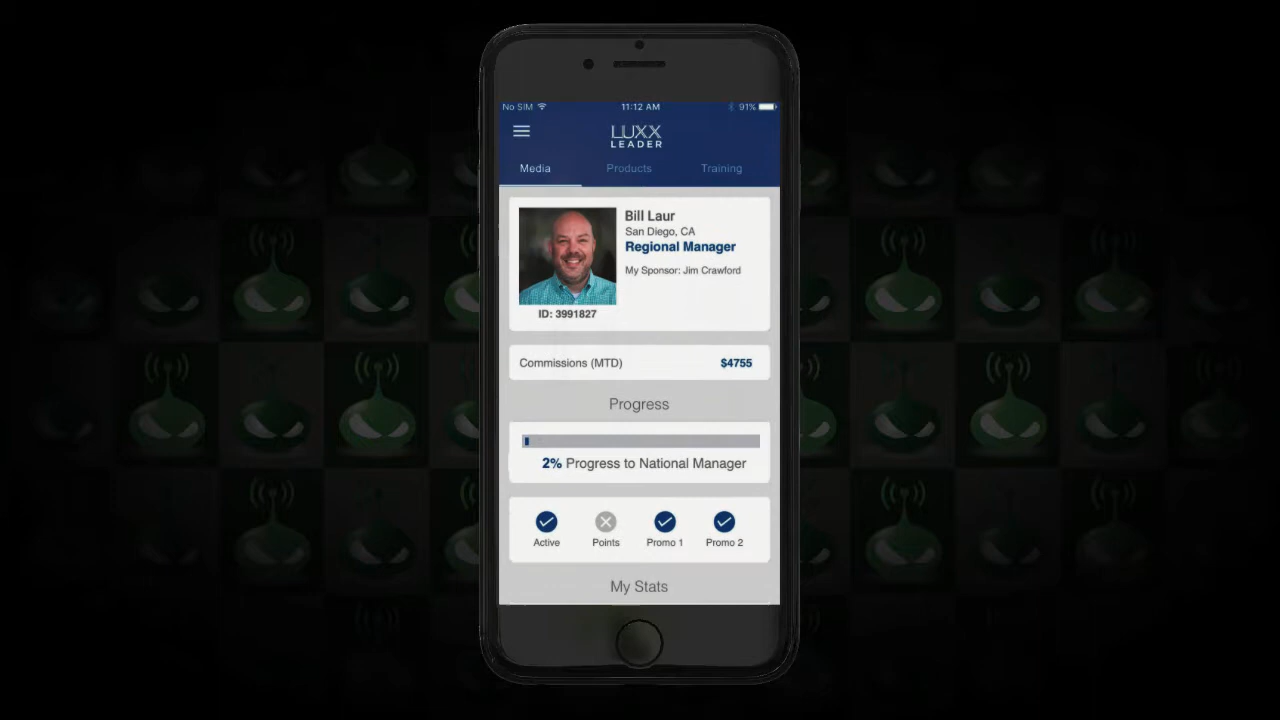 No SIM 11:12 AM 91%
LUXX
LEADER
Media Products Training
Bill Laur
San Diego, CA
Regional Manager
My Sponsor: Jim Crawford
ID: 3991827
Commissions (MTD) $4755
Progress
2% Progress to National Manager
Active Points Promo 1 Promo 2
My Stats